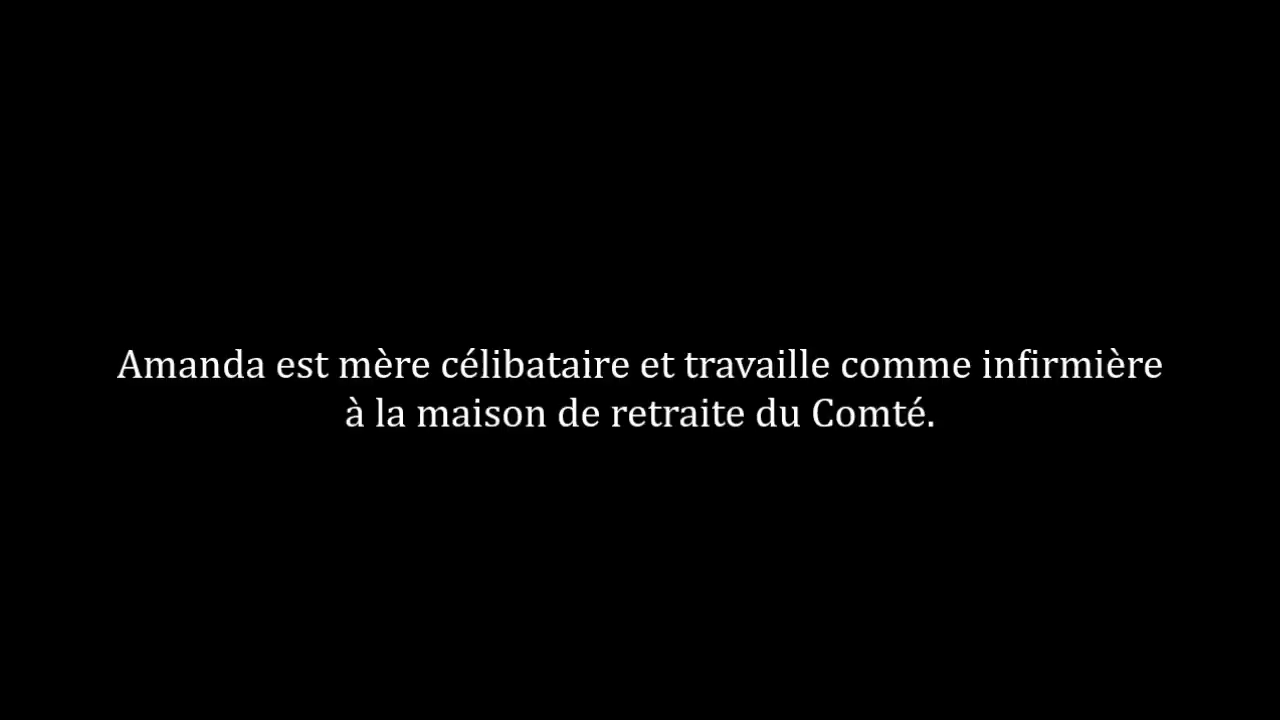 Amanda est mère célibataire et travaille comme infirmière
à la maison de retraite du Comté.